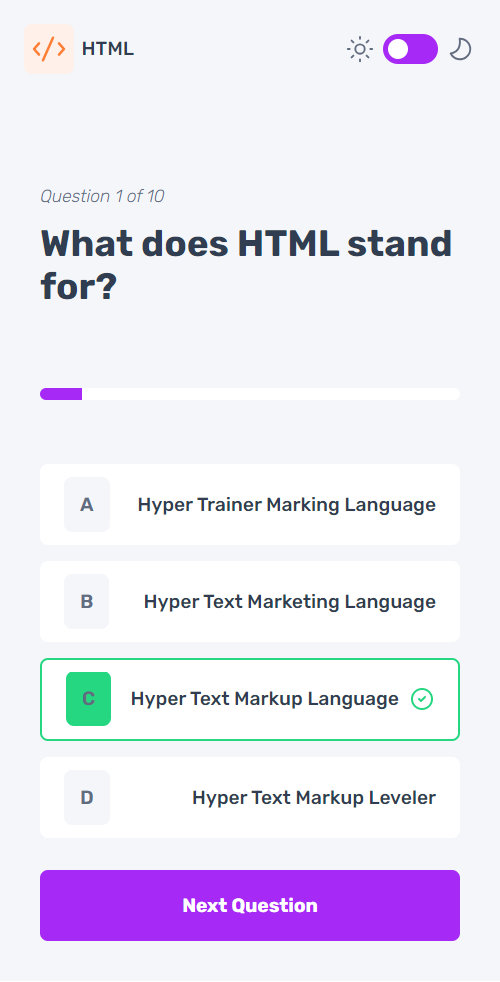 HTML
Question 1 of 10
What does HTML stand
for?
A Hyper Trainer Marking Language
B Hyper Text Marketing Language
C Hyper Text Markup Language
D Hyper Text Markup Leveler
Next Question